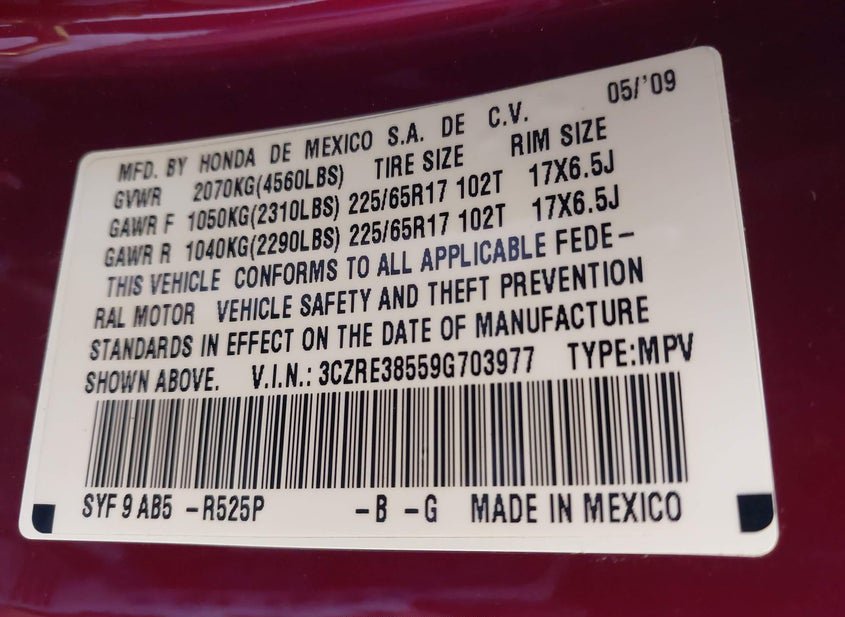 05/'09
MFD. BY HONDA DE MEXICO S.A. DE C.V.
GVWR 2070KG(4560LBS) TIRE SIZE RIM SIZE
GAWR F 1050KG(2310LBS) 225/65R17 102T 17X6.5J
GAWR R 1040KG(2290LBS) 225/65R17 102T 17X6.5J
THIS VEHICLE CONFORMS TO ALL APPLICABLE FEDE-
RAL MOTOR VEHICLE SAFETY AND THEFT PREVENTION
STANDARDS IN EFFECT ON THE DATE OF MANUFACTURE
SHOWN ABOVE. V.I.N.: 3CZRE38559G703977 TYPE:MPV
SYF 9 AB5 -R525P -B -G MADE IN MEXICO